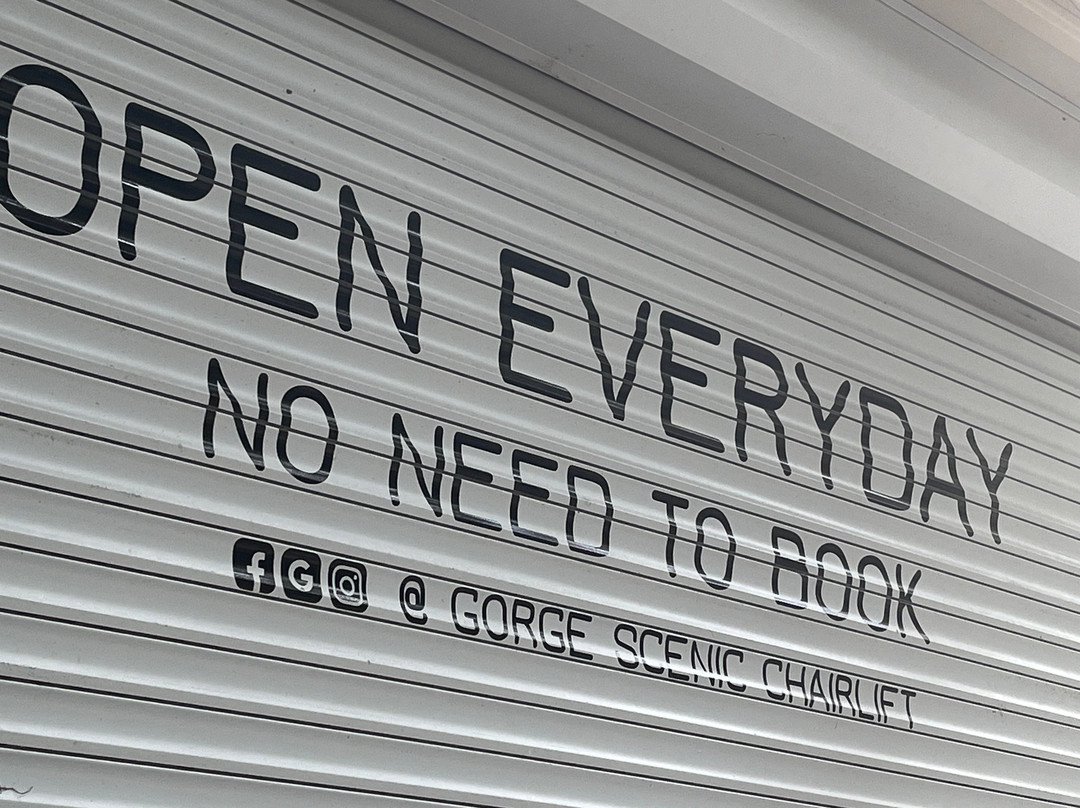 OPEN EVERYDAY
NO NEED TO BOOK
@ GORGE SCENIC CHAIRLIFT